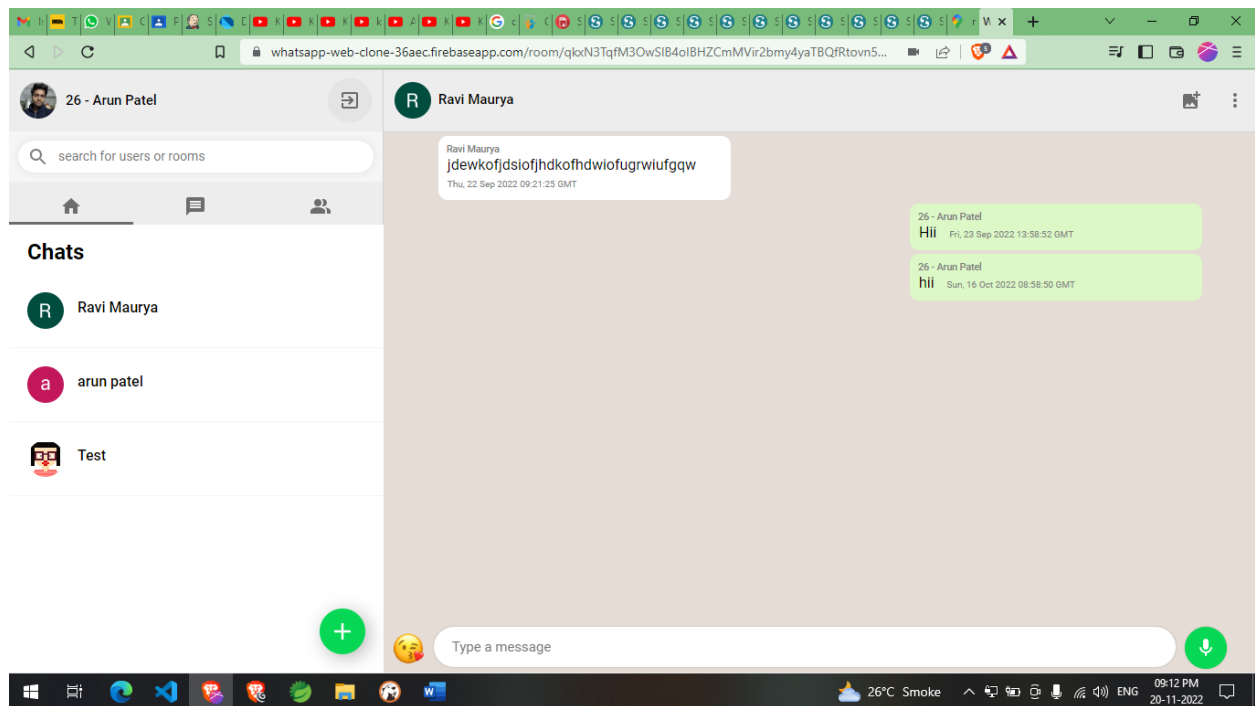 whatsapp-web-clone-36aec.firebaseapp.com/room/qkxN3TqfM3OwSIB4oIBHZCmMVir2bmy4yaTBQfRtovn5...
26 - Arun Patel
search for users or rooms
Chats
R
Ravi Maurya
a
arun patel
Test
R
Ravi Maurya
Ravi Maurya
jdewkofjdsiofjhdkofhdwiofugrwiufgqw
Thu, 22 Sep 2022 09:21:25 GMT
26 - Arun Patel
HIi Fri, 23 Sep 2022 13:58:52 GMT
26 - Arun Patel
hIi Sun, 16 Oct 2022 08:58:50 GMT
Type a message
26°C Smoke
ENG
09:12 PM
20-11-2022